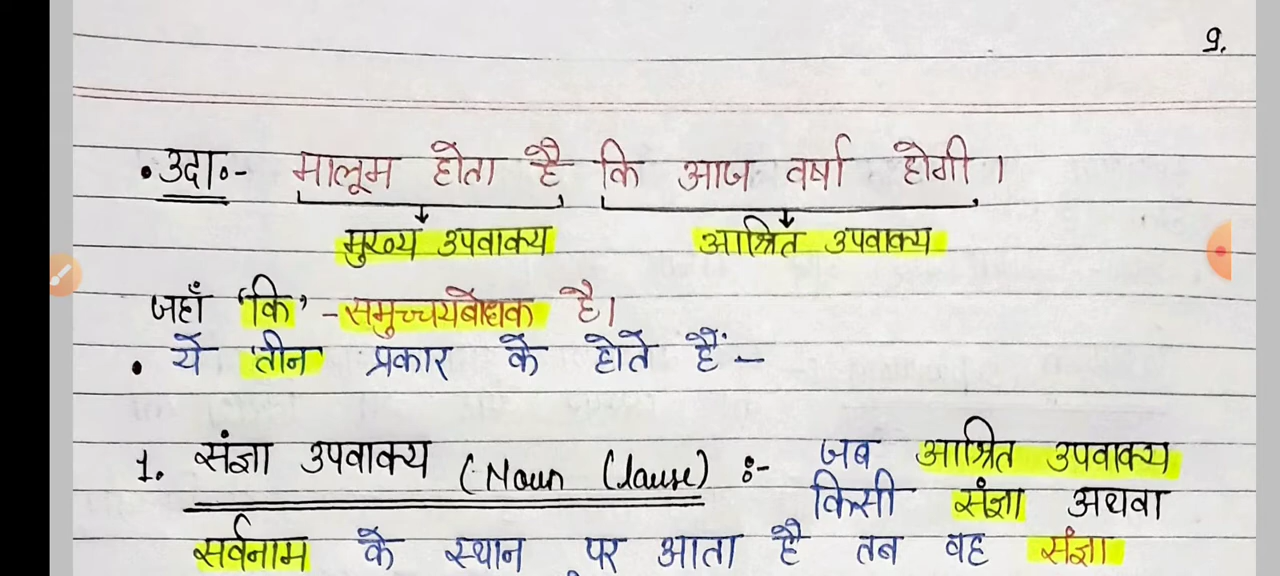 9.
•उदा०:- मालूम होता है कि आज वर्षा होगी।
मुख्य उपवाक्य आश्रित उपवाक्य
जहाँ 'कि' - समुच्चयबोधक है।
• ये तीन प्रकार के होते हैं -
1. संज्ञा उपवाक्य (Noun Clause) :- जब आश्रित उपवाक्य
किसी संज्ञा अथवा
सर्वनाम के स्थान पर आता है तब वह संज्ञा